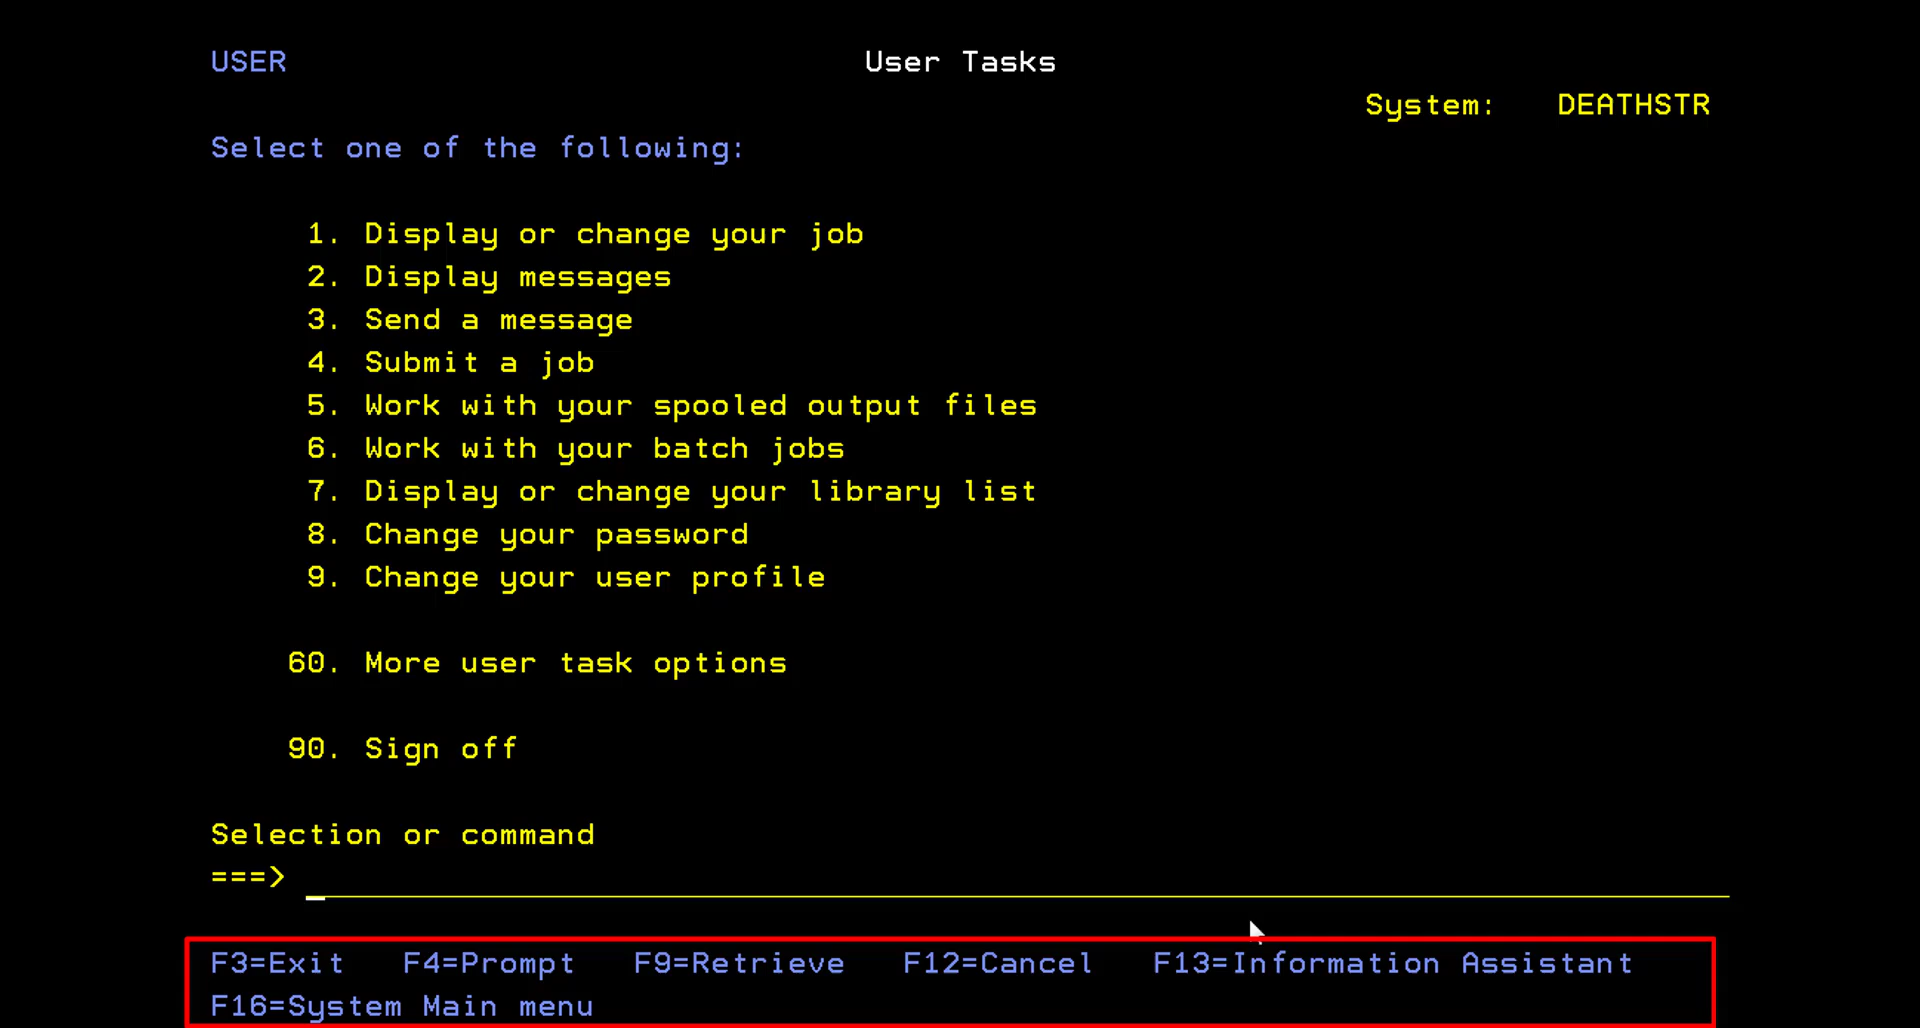 USER User Tasks
System: DEATHSTR
Select one of the following:
1. Display or change your job
2. Display messages
3. Send a message
4. Submit a job
5. Work with your spooled output files
6. Work with your batch jobs
7. Display or change your library list
8. Change your password
9. Change your user profile
60. More user task options
90. Sign off
Selection or command
===>
F3=Exit F4=Prompt F9=Retrieve F12=Cancel F13=Information Assistant
F16=System Main menu